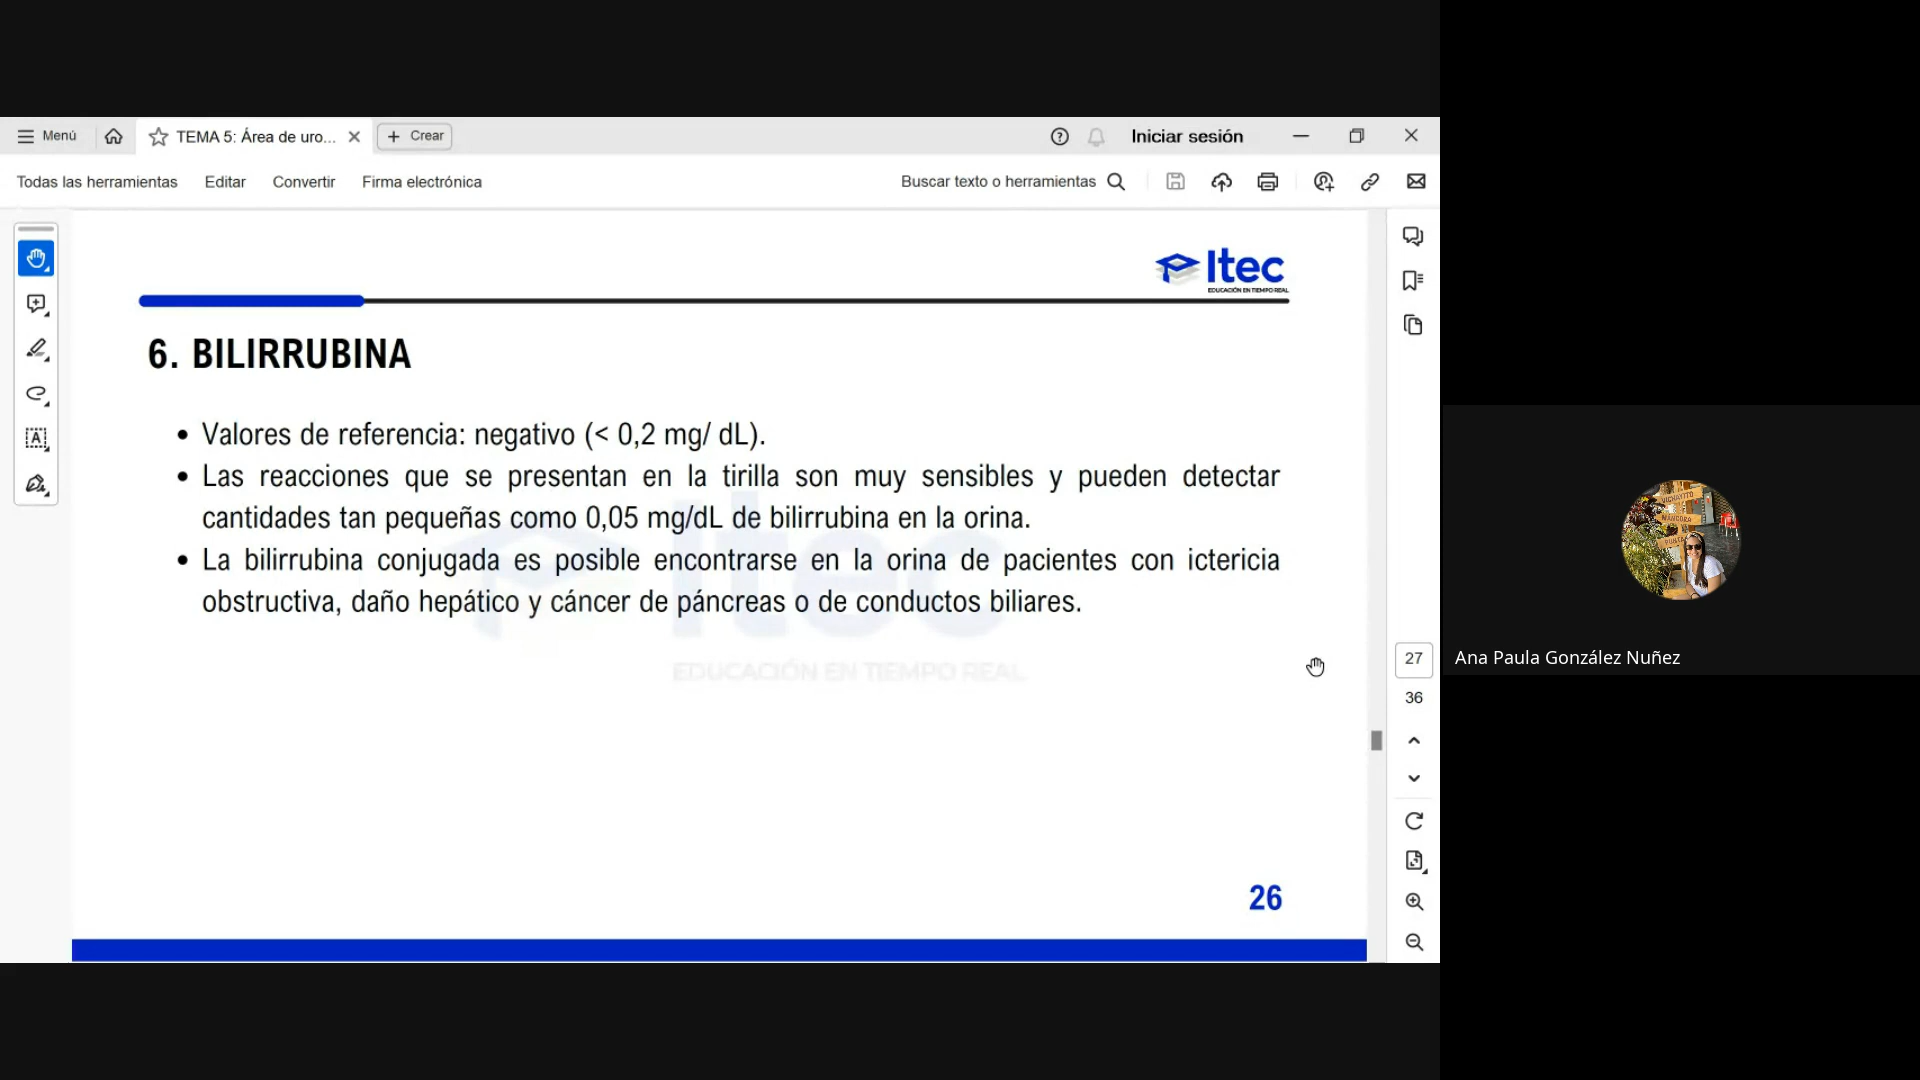 Menú
TEMA 5: Área de uro...
Crear
Iniciar sesión
Todas las herramientas
Editar
Convertir
Firma electrónica
Buscar texto o herramientas
Itec
EDUCACIÓN EN TIEMPO REAL
6. BILIRRUBINA
• Valores de referencia: negativo (< 0,2 mg/ dL).
• Las reacciones que se presentan en la tirilla son muy sensibles y pueden detectar
cantidades tan pequeñas como 0,05 mg/dL de bilirrubina en la orina.
• La bilirrubina conjugada es posible encontrarse en la orina de pacientes con ictericia
obstructiva, daño hepático y cáncer de páncreas o de conductos biliares.
Itec
EDUCACIÓN EN TIEMPO REAL
26
27
36
Ana Paula González Nuñez